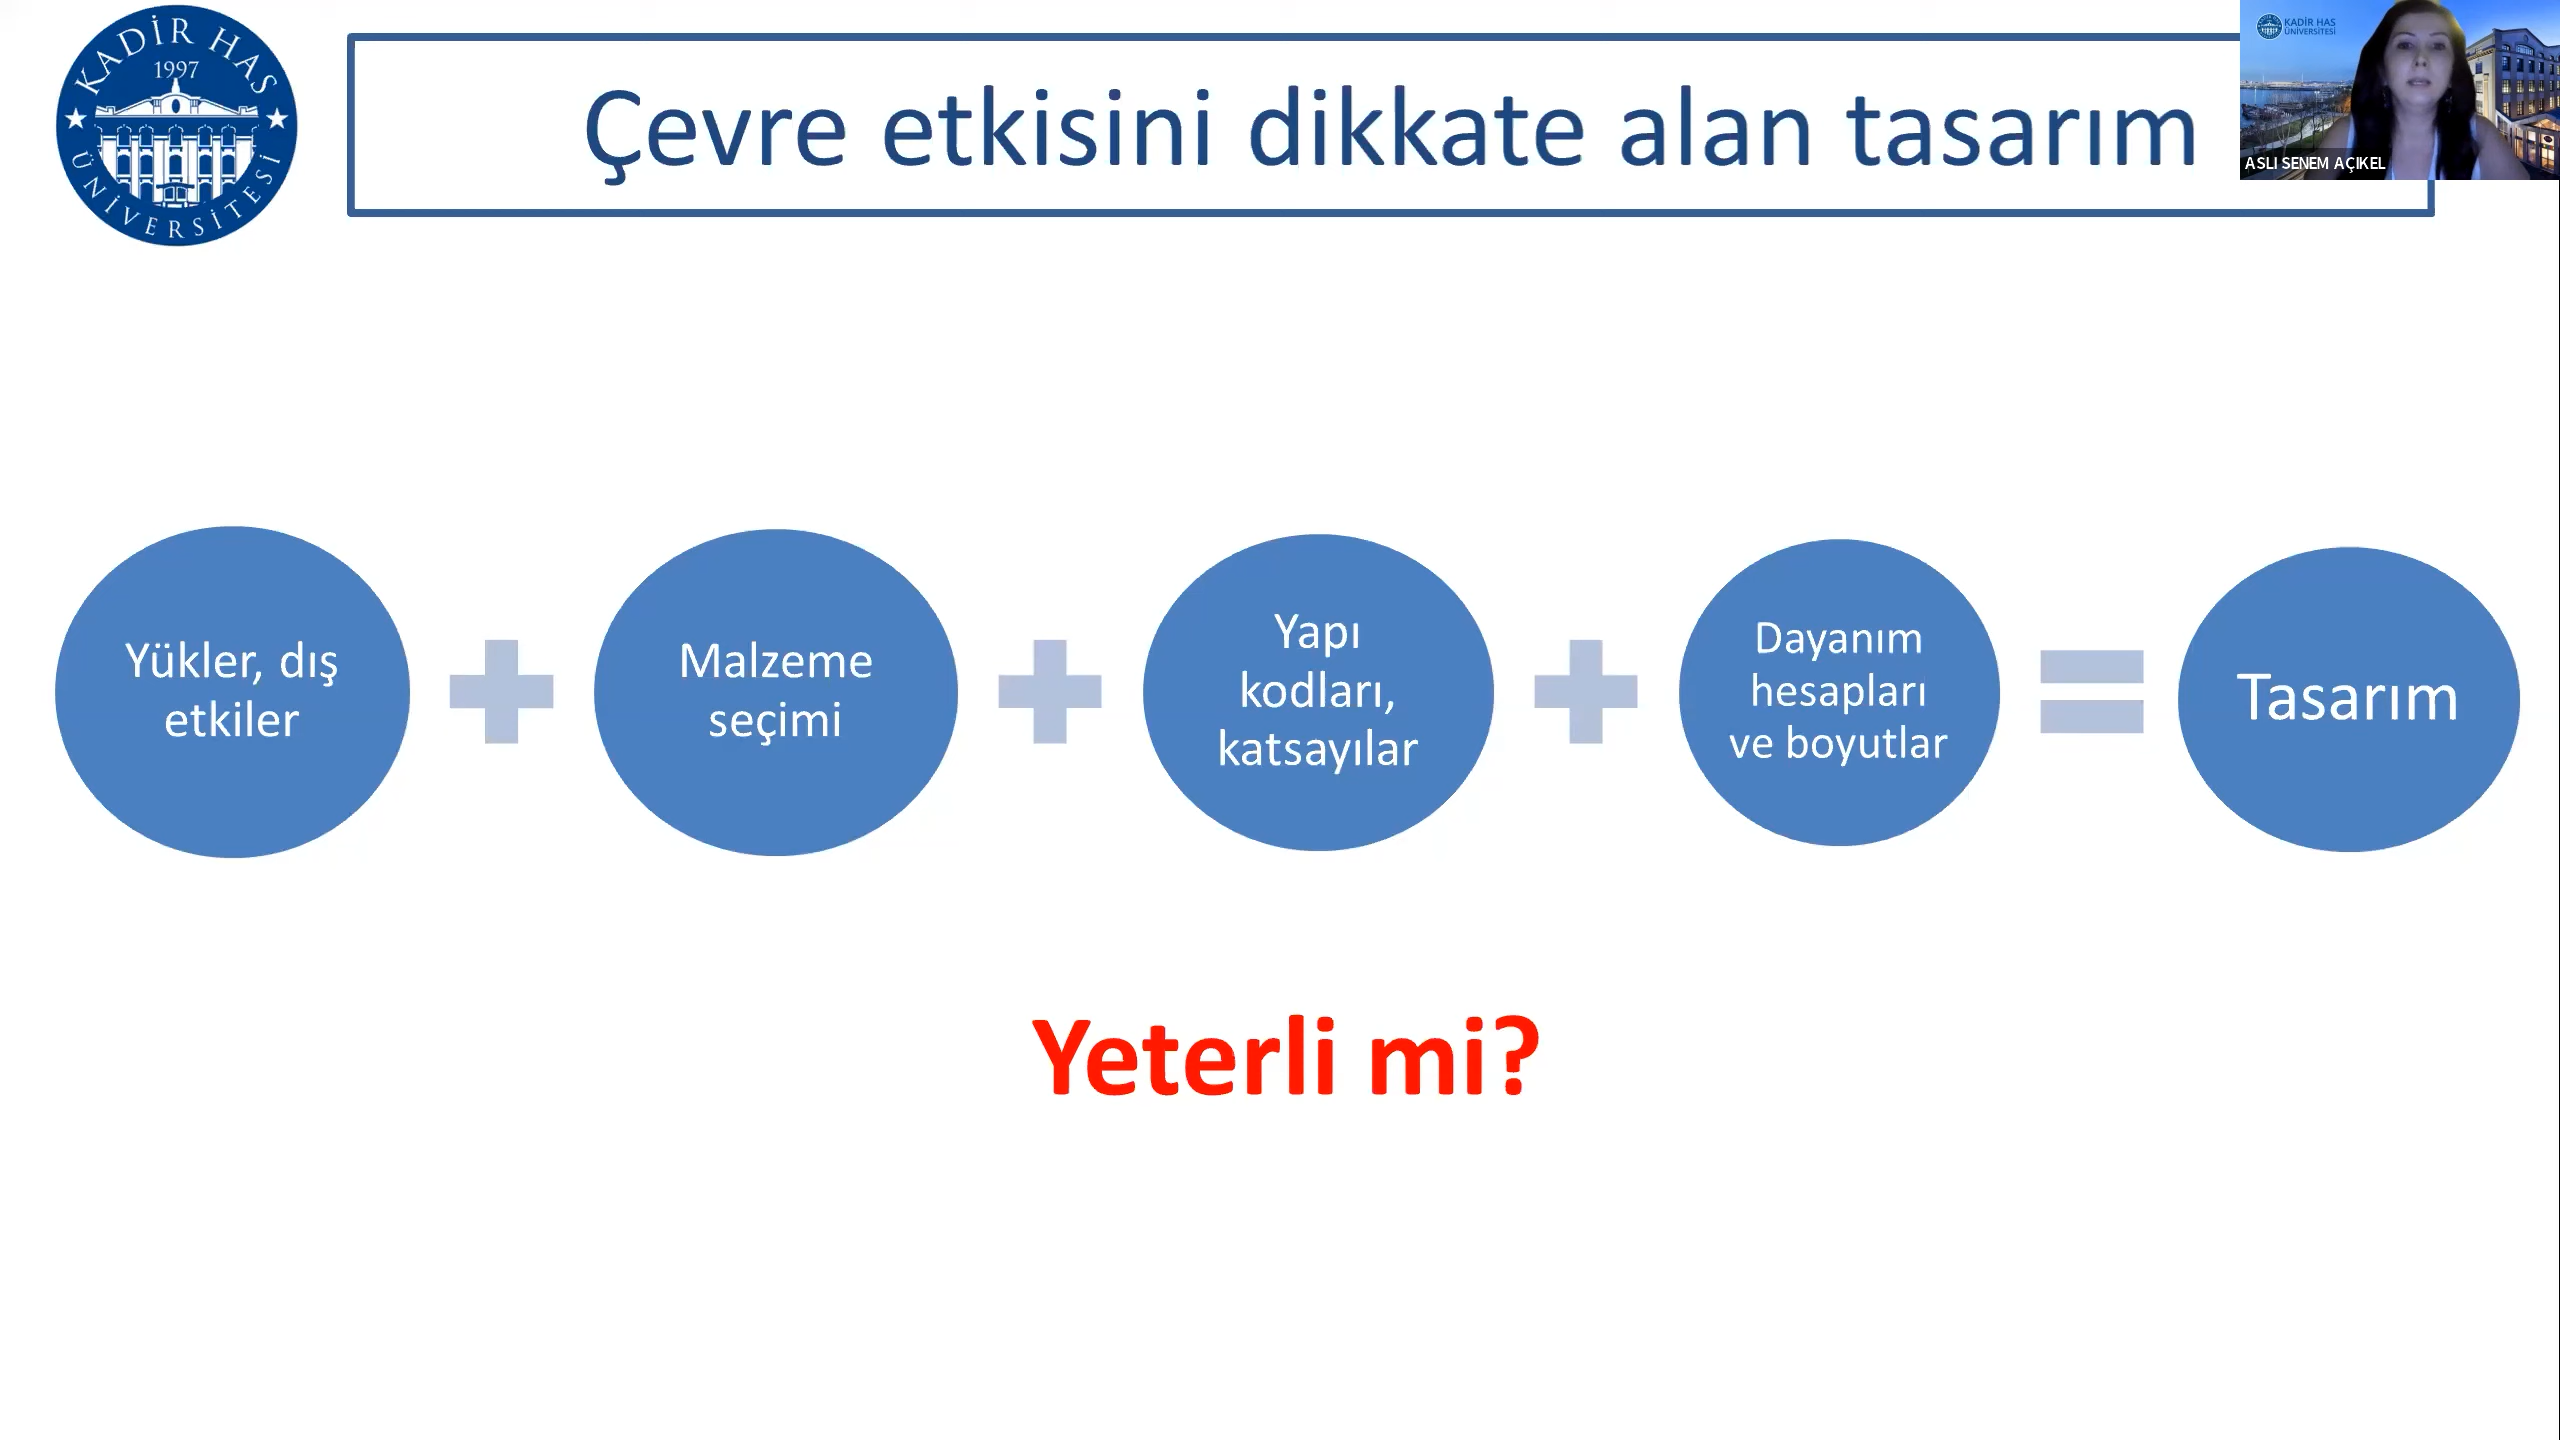 KADİR HAS
1997
ÜNİVERSİTESİ
Çevre etkisini dikkate alan tasarım
KADİR HAS
ÜNİVERSİTESİ
ASLI SENEM AÇIKEL
Yükler, dış
etkiler
Malzeme
seçimi
Yapı
kodları,
katsayılar
Dayanım
hesapları
ve boyutlar
Tasarım
Yeterli mi?